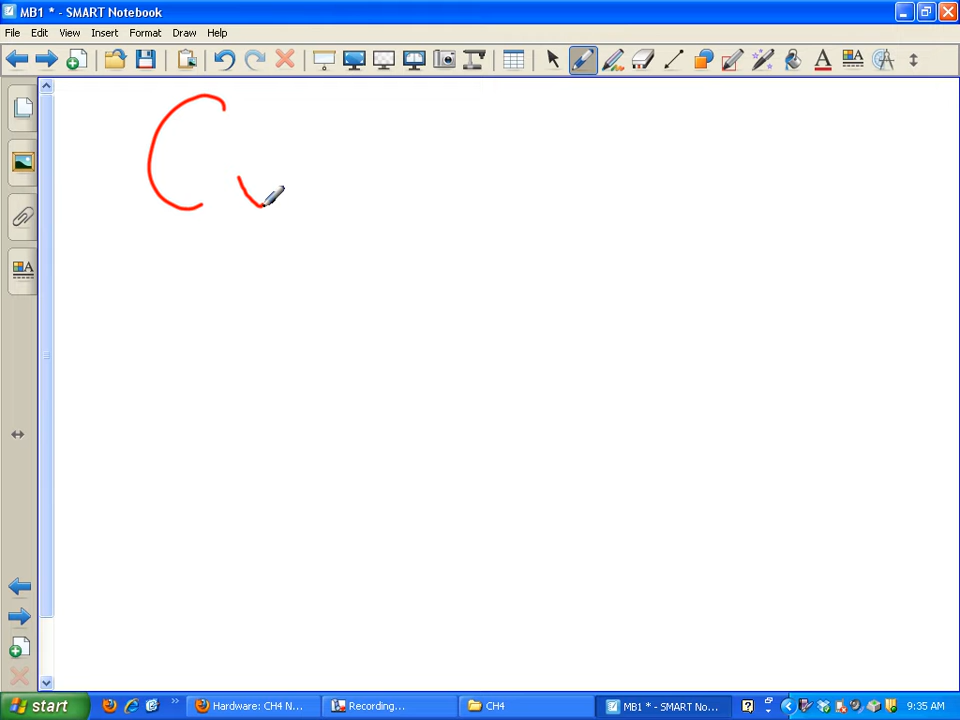 MB1 * - SMART Notebook
File Edit View Insert Format Draw Help
C
start
Hardware: CH4 N...
Recording...
CH4
MB1 * - SMART No...
9:35 AM